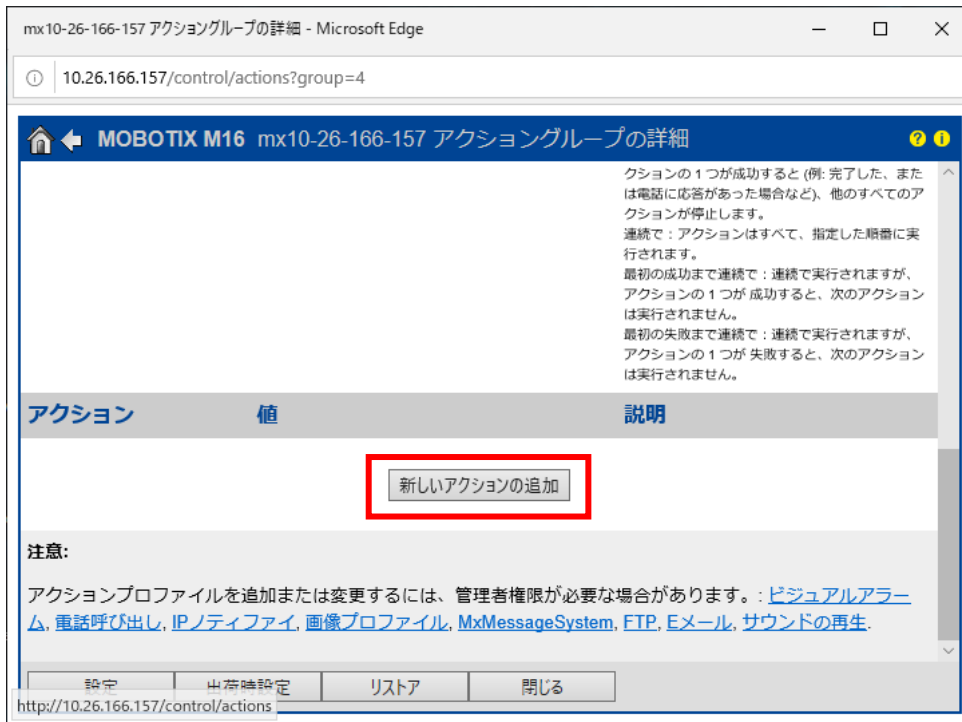 mx10-26-166-157 アクショングループの詳細 - Microsoft Edge
10.26.166.157/control/actions?group=4
MOBOTIX M16 mx10-26-166-157 アクショングループの詳細
クションの 1 つが成功すると (例: 完了した、また
は電話に応答があった場合など)、他のすべてのア
クションが停止します。
連続で : アクションはすべて、指定した順番に実
行されます。
最初の成功まで連続で : 連続で実行されますが、
アクションの 1 つが 成功すると、次のアクション
は実行されません。
最初の失敗まで連続で : 連続で実行されますが、
アクションの 1 つが 失敗すると、次のアクション
は実行されません。
アクション 値 説明
新しいアクションの追加
注意:
アクションプロファイルを追加または変更するには、管理者権限が必要な場合があります。: ビジュアルアラー
ム, 電話呼び出し, IPノティファイ, 画像プロファイル, MxMessageSystem, FTP, Eメール, サウンドの再生.
設定 出荷時設定 リストア 閉じる
http://10.26.166.157/control/actions